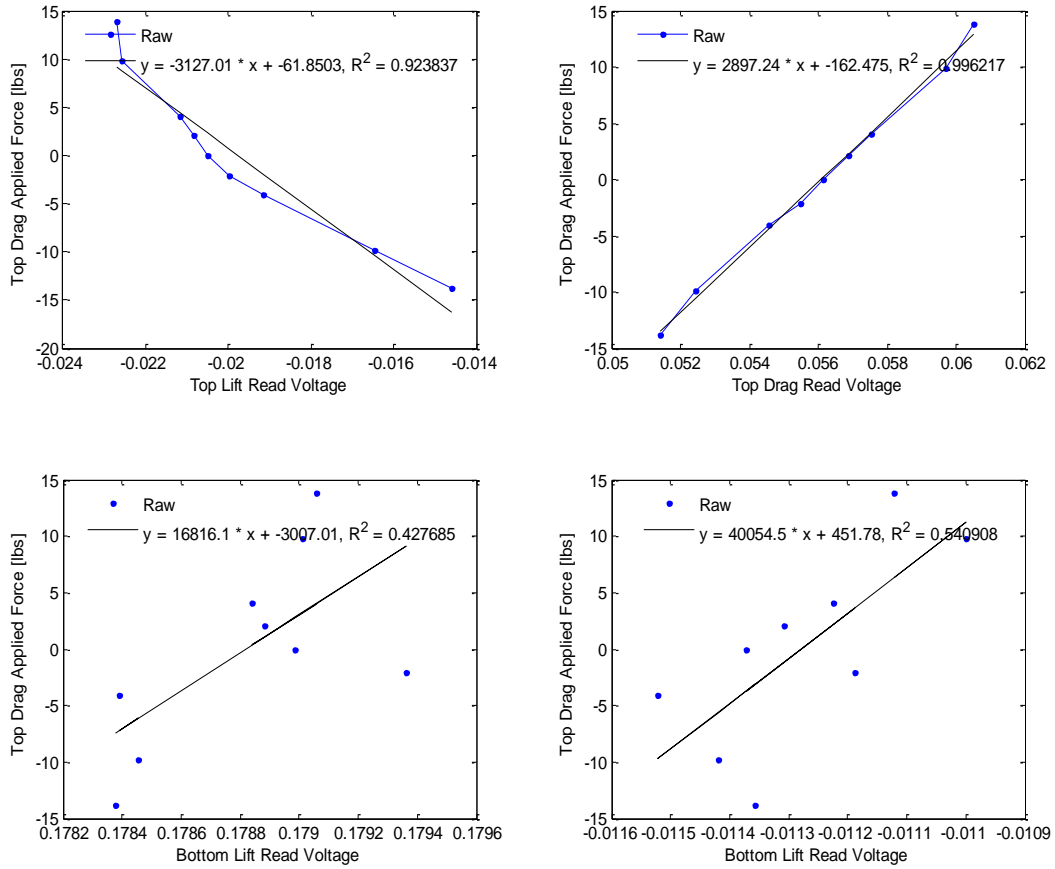 Top Drag Applied Force [lbs]
15
10
5
0
-5
-10
-15
-20
Raw
y = -3127.01 * x + -61.8503, R2 = 0.923837
-0.024 -0.022 -0.02 -0.018 -0.016 -0.014
Top Lift Read Voltage
Top Drag Applied Force [lbs]
15
10
5
0
-5
-10
-15
Raw
y = 2897.24 * x + -162.475, R2 = 0.996217
0.05 0.052 0.054 0.056 0.058 0.06 0.062
Top Drag Read Voltage
Top Drag Applied Force [lbs]
15
10
5
0
-5
-10
-15
Raw
y = 16816.1 * x + -3007.01, R2 = 0.427685
0.1782 0.1784 0.1786 0.1788 0.179 0.1792 0.1794 0.1796
Bottom Lift Read Voltage
Top Drag Applied Force [lbs]
15
10
5
0
-5
-10
-15
Raw
y = 40054.5 * x + 451.78, R2 = 0.540908
-0.0116 -0.0115 -0.0114 -0.0113 -0.0112 -0.0111 -0.011 -0.0109
Bottom Lift Read Voltage